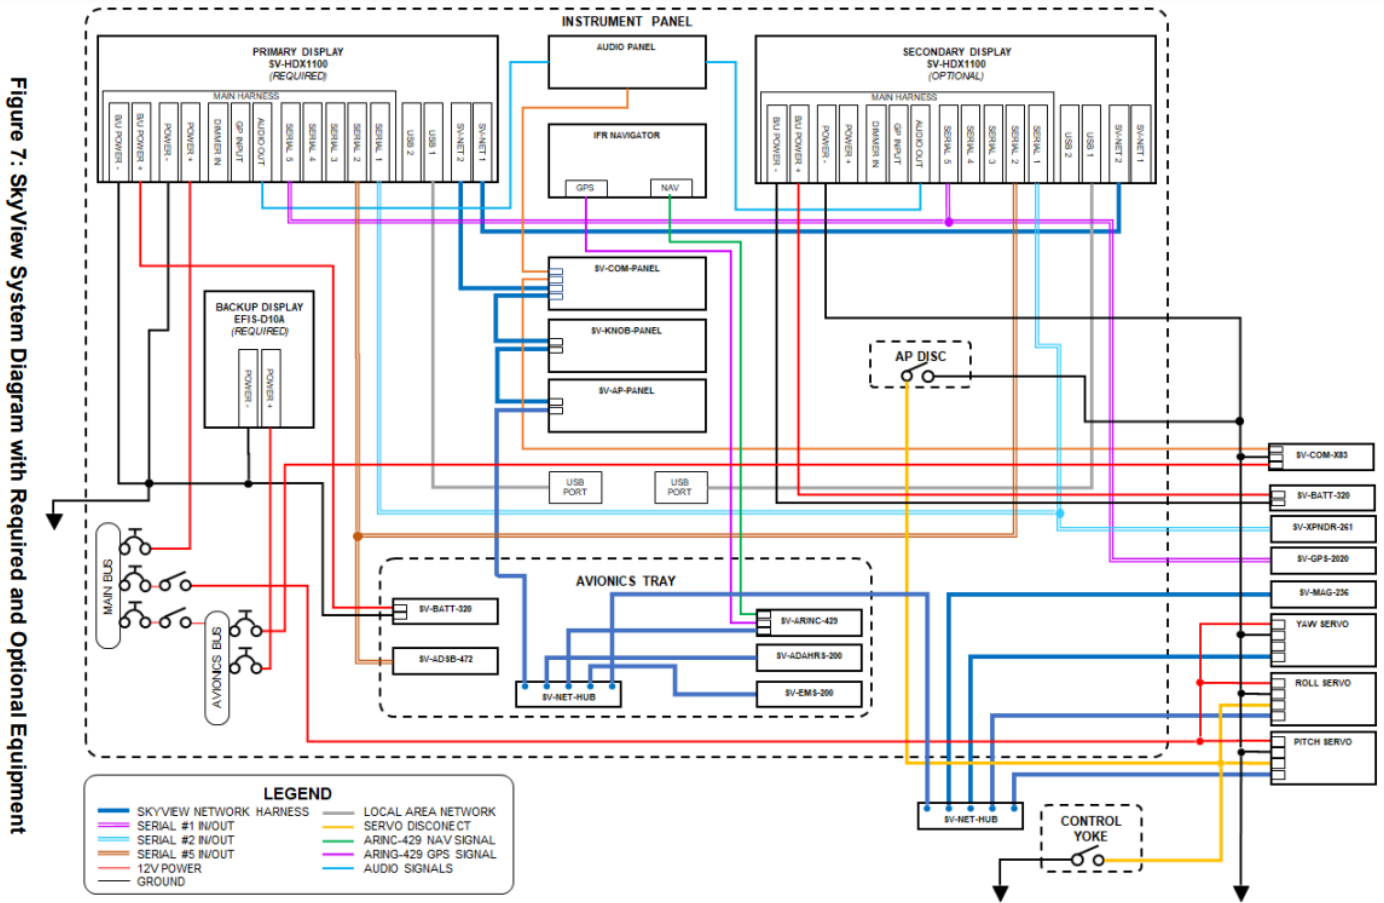 Figure 7: SkyView System Diagram with Required and Optional Equipment
INSTRUMENT PANEL
PRIMARY DISPLAY
SV-HDX1100
(REQUIRED)
MAIN HARNESS
B/U POWER -
B/U POWER +
POWER -
POWER +
DIMMER IN
GP INPUT
AUDIO OUT
SERIAL 5
SERIAL 4
SERIAL 3
SERIAL 2
SERIAL 1
USB 2
USB 1
SV-NET 2
SV-NET 1
AUDIO PANEL
IFR NAVIGATOR
GPS
NAV
SECONDARY DISPLAY
SV-HDX1100
(OPTIONAL)
MAIN HARNESS
B/U POWER -
B/U POWER +
POWER -
POWER +
DIMMER IN
GP INPUT
AUDIO OUT
SERIAL 5
SERIAL 4
SERIAL 3
SERIAL 2
SERIAL 1
USB 2
USB 1
SV-NET 2
SV-NET 1
SV-COM-PANEL
SV-KNOB-PANEL
SV-AP-PANEL
BACKUP DISPLAY
EFIS-D10A
(REQUIRED)
POWER -
POWER +
AP DISC
USB
PORT
USB
PORT
SV-COM-X83
SV-BATT-320
SV-XPNDR-261
SV-GPS-2020
SV-MAG-236
YAW SERVO
ROLL SERVO
PITCH SERVO
MAIN BUS
AVIONICS BUS
AVIONICS TRAY
SV-BATT-320
SV-ADSB-472
SV-ARINC-429
SV-ADAHRS-200
SV-EMS-200
SV-NET-HUB
SV-NET-HUB
CONTROL
YOKE
LEGEND
SKYVIEW NETWORK HARNESS
SERIAL #1 IN/OUT
SERIAL #2 IN/OUT
SERIAL #5 IN/OUT
12V POWER
GROUND
LOCAL AREA NETWORK
SERVO DISCONECT
ARINC-429 NAV SIGNAL
ARING-429 GPS SIGNAL
AUDIO SIGNALS